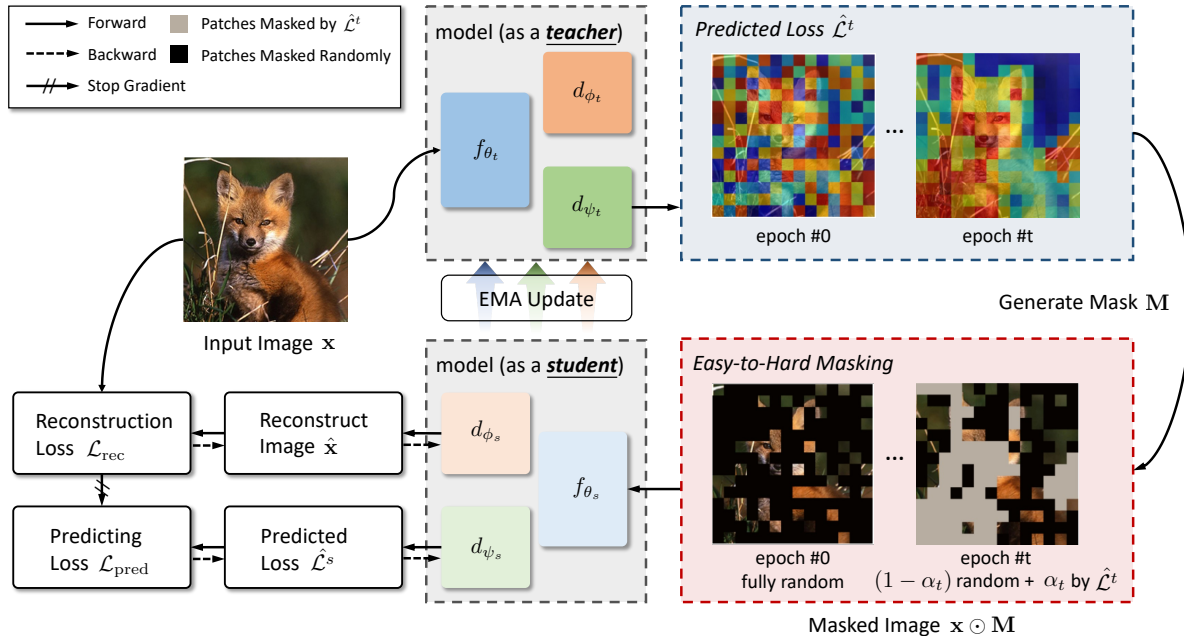 Forward
Backward
Stop Gradient
Patches Masked by $\hat{\mathcal{L}}^t$
Patches Masked Randomly
model (as a teacher)
$f_{\theta_t}$
$d_{\phi_t}$
$d_{\psi_t}$
Predicted Loss $\hat{\mathcal{L}}^t$
...
epoch #0
epoch #t
Input Image $\mathbf{x}$
EMA Update
Generate Mask $\mathbf{M}$
model (as a student)
$d_{\phi_s}$
$f_{\theta_s}$
$d_{\psi_s}$
Easy-to-Hard Masking
...
epoch #0
fully random
epoch #t
$(1-\alpha_t)$ random + $\alpha_t$ by $\hat{\mathcal{L}}^t$
Masked Image $\mathbf{x} \odot \mathbf{M}$
Reconstruction
Loss $\mathcal{L}_{\text{rec}}$
Reconstruct
Image $\hat{\mathbf{x}}$
Predicting
Loss $\mathcal{L}_{\text{pred}}$
Predicted
Loss $\hat{\mathcal{L}}^s$